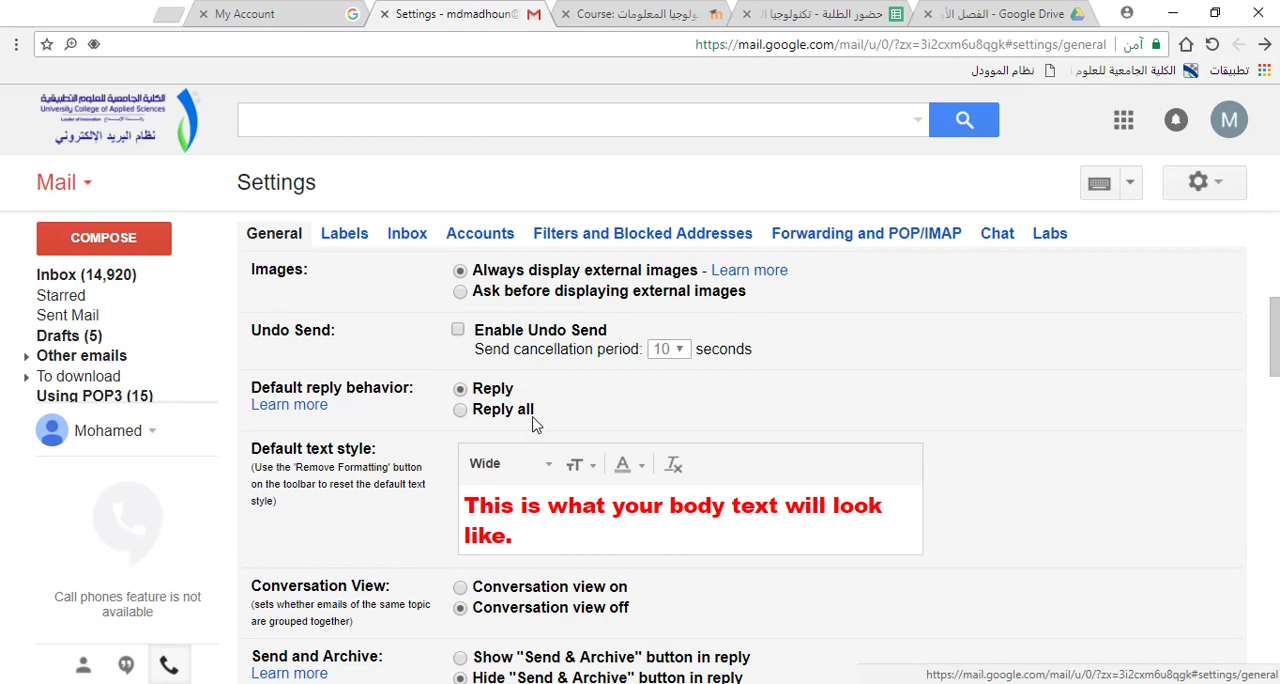 My Account
Settings - mdmadhoun@
Course: تكنولوجيا المعلومات
حضور الطلبة - تكنولوجيا ال
الفصل الأو - Google Drive
https://mail.google.com/mail/u/0/?zx=3i2cxm6u8qgk#settings/general
آمن
تطبيقات
الكلية الجامعية للعلوم ا
نظام الموودل
الكلية الجامعية للعلوم التطبيقية
University College of Applied Sciences
نظام البريد الإلكتروني
M
Mail
Settings
COMPOSE
General
Labels
Inbox
Accounts
Filters and Blocked Addresses
Forwarding and POP/IMAP
Chat
Labs
Inbox (14,920)
Starred
Sent Mail
Drafts (5)
Other emails
To download
Using POP3 (15)
Mohamed
Call phones feature is not
available
Images:
Always display external images - Learn more
Ask before displaying external images
Undo Send:
Enable Undo Send
Send cancellation period: 10 seconds
Default reply behavior:
Learn more
Reply
Reply all
Default text style:
(Use the 'Remove Formatting' button
on the toolbar to reset the default text
style)
Wide
This is what your body text will look
like.
Conversation View:
(sets whether emails of the same topic
are grouped together)
Conversation view on
Conversation view off
Send and Archive:
Learn more
Show "Send & Archive" button in reply
Hide "Send & Archive" button in reply
https://mail.google.com/mail/u/0/?zx=3i2cxm6u8qgk#settings/general